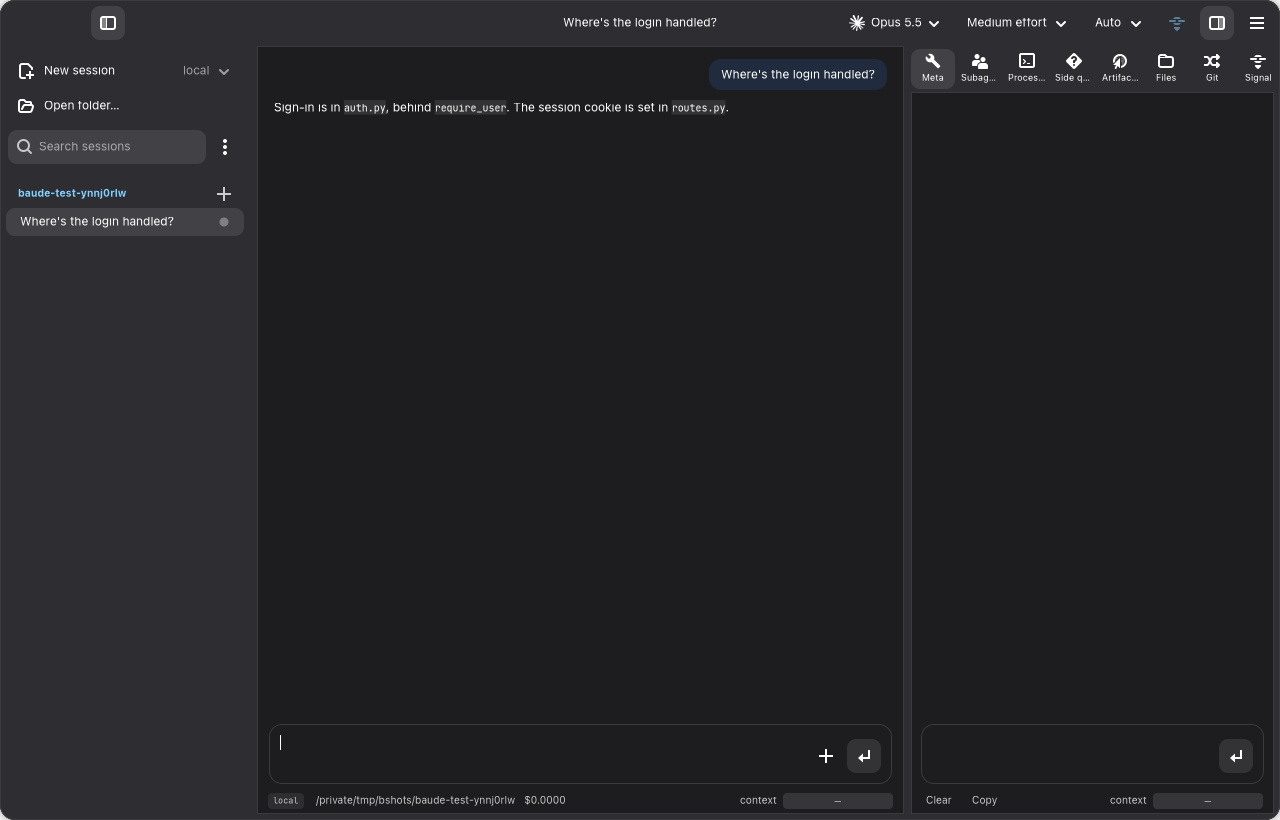 Where's the login handled?
Opus 5.5
Medium effort
Auto
New session
local
Open folder...
Search sessions
baude-test-ynnj0rlw
Where's the login handled?
Where's the login handled?
Sign-in is in auth.py, behind require_user. The session cookie is set in routes.py.
local
/private/tmp/bshots/baude-test-ynnj0rlw
$0.0000
context
–
Meta
Subag...
Proces...
Side q...
Artifac...
Files
Git
Signal
Clear
Copy
context
–